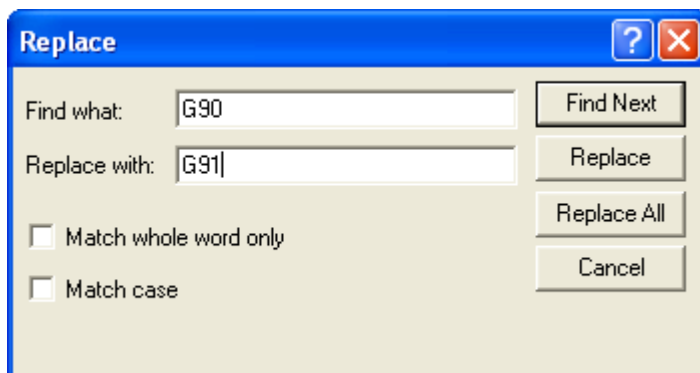 Replace
Find what: G90
Find Next
Replace with: G91
Replace
Match whole word only
Replace All
Match case
Cancel